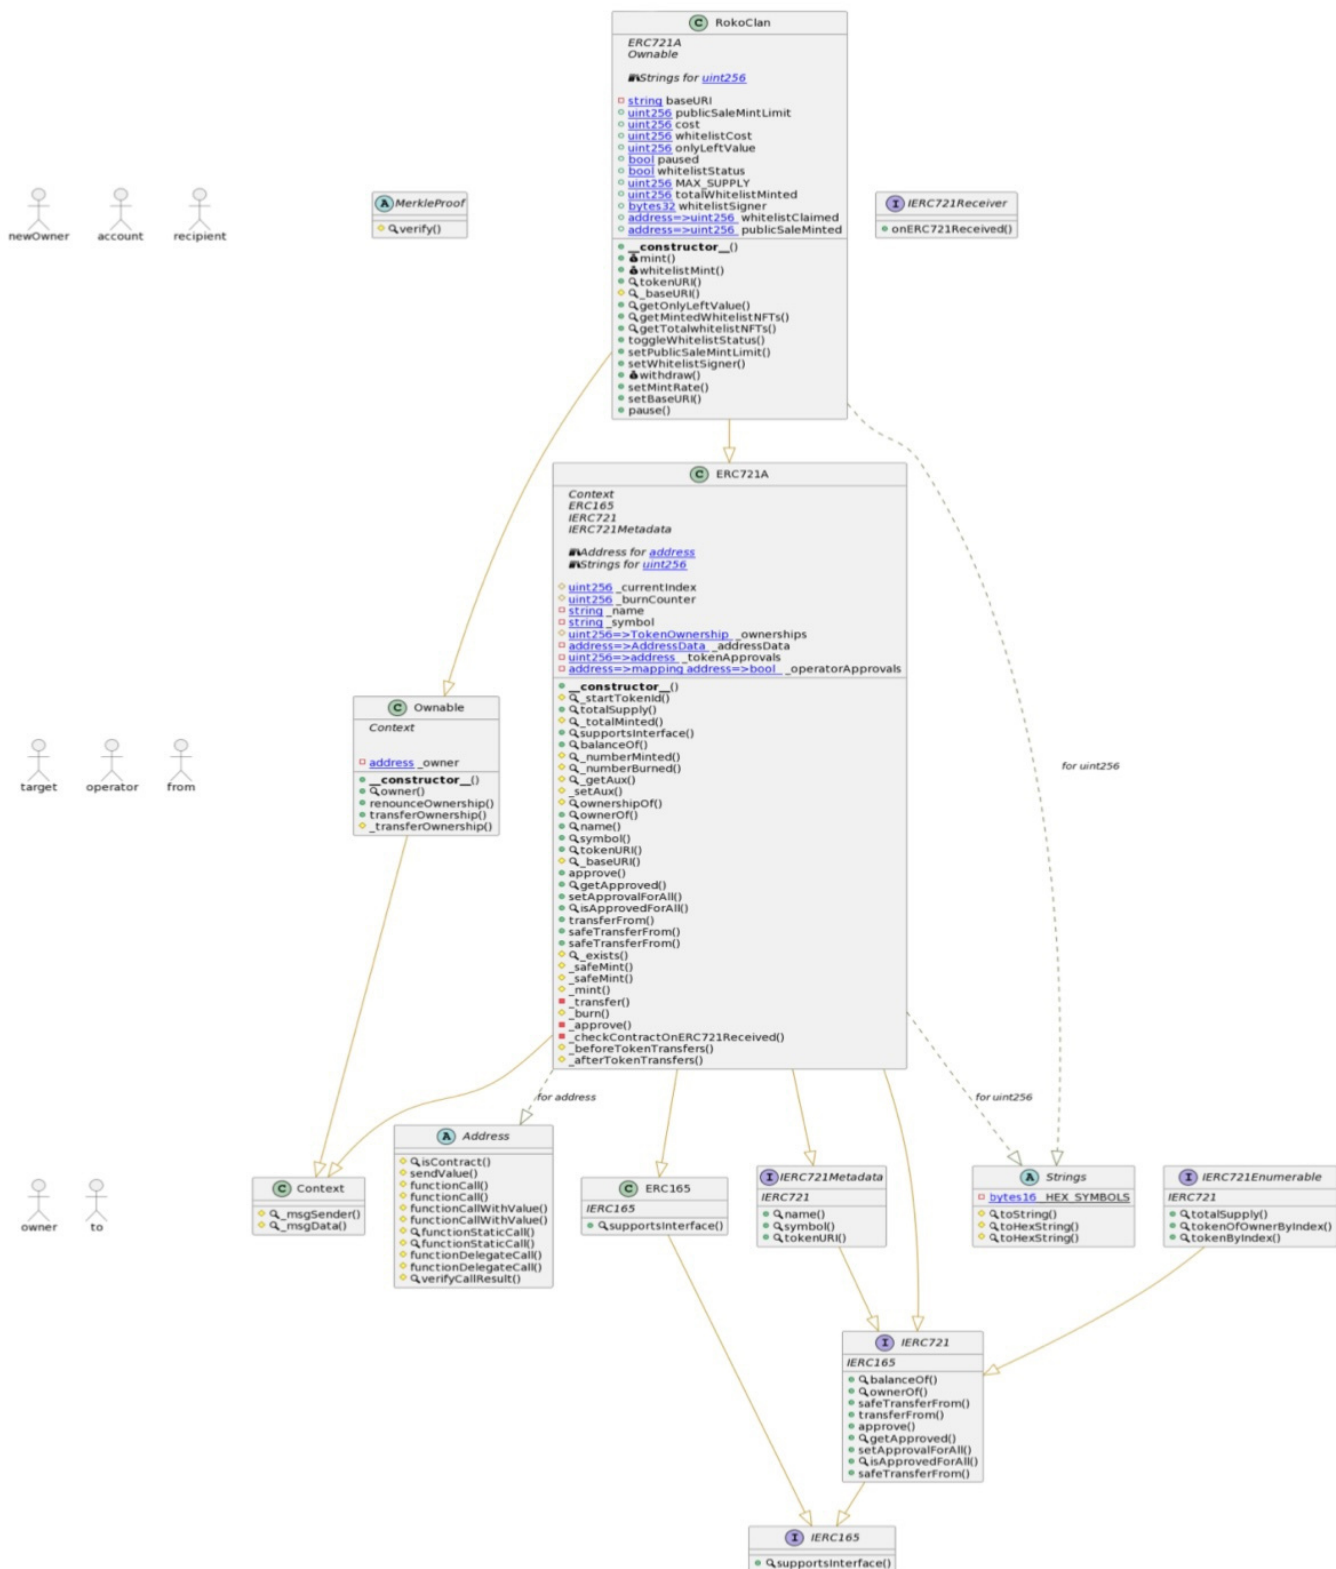 C RokoClan
ERC721A
Ownable
Strings for uint256
string baseURI
uint256 publicSaleMintLimit
uint256 cost
uint256 whitelistCost
uint256 onlyLeftValue
bool paused
bool whitelistStatus
uint256 MAX_SUPPLY
uint256 totalWhitelistMinted
bytes32 whitelistSigner
address=>uint256 whitelistClaimed
address=>uint256 publicSaleMinted
__constructor__()
mint()
whitelistMint()
tokenURI()
_baseURI()
getOnlyLeftValue()
getMintedWhitelistNFTs()
getTotalwhitelistNFTs()
toggleWhitelistStatus()
setPublicSaleMintLimit()
setWhitelistSigner()
withdraw()
setMintRate()
setBaseURI()
pause()
newOwner account recipient
A MerkleProof
verify()
I IERC721Receiver
onERC721Received()
C ERC721A
Context
ERC165
IERC721
IERC721Metadata
Address for address
Strings for uint256
uint256 _currentIndex
uint256 _burnCounter
string _name
string _symbol
uint256=>TokenOwnership _ownerships
address=>AddressData _addressData
uint256=>address _tokenApprovals
address=>mapping address=>bool _operatorApprovals
__constructor__()
_startTokenId()
totalSupply()
_totalMinted()
supportsInterface()
balanceOf()
_numberMinted()
_numberBurned()
_getAux()
_setAux()
ownershipOf()
ownerOf()
name()
symbol()
tokenURI()
_baseURI()
approve()
getApproved()
setApprovalForAll()
isApprovedForAll()
transferFrom()
safeTransferFrom()
safeTransferFrom()
_exists()
_safeMint()
_safeMint()
_mint()
_transfer()
_burn()
_approve()
_checkContractOnERC721Received()
_beforeTokenTransfers()
_afterTokenTransfers()
C Ownable
Context
address _owner
__constructor__()
owner()
renounceOwnership()
transferOwnership()
_transferOwnership()
target operator from
for uint256
for address
for uint256
owner to
C Context
_msgSender()
_msgData()
A Address
isContract()
sendValue()
functionCall()
functionCall()
functionCallWithValue()
functionCallWithValue()
functionStaticCall()
functionStaticCall()
functionDelegateCall()
functionDelegateCall()
verifyCallResult()
C ERC165
IERC165
supportsInterface()
I IERC721Metadata
IERC721
name()
symbol()
tokenURI()
A Strings
bytes16 _HEX_SYMBOLS
toString()
toHexString()
toHexString()
I IERC721Enumerable
IERC721
totalSupply()
tokenOfOwnerByIndex()
tokenByIndex()
I IERC721
IERC165
balanceOf()
ownerOf()
safeTransferFrom()
transferFrom()
approve()
getApproved()
setApprovalForAll()
isApprovedForAll()
safeTransferFrom()
I IERC165
supportsInterface()